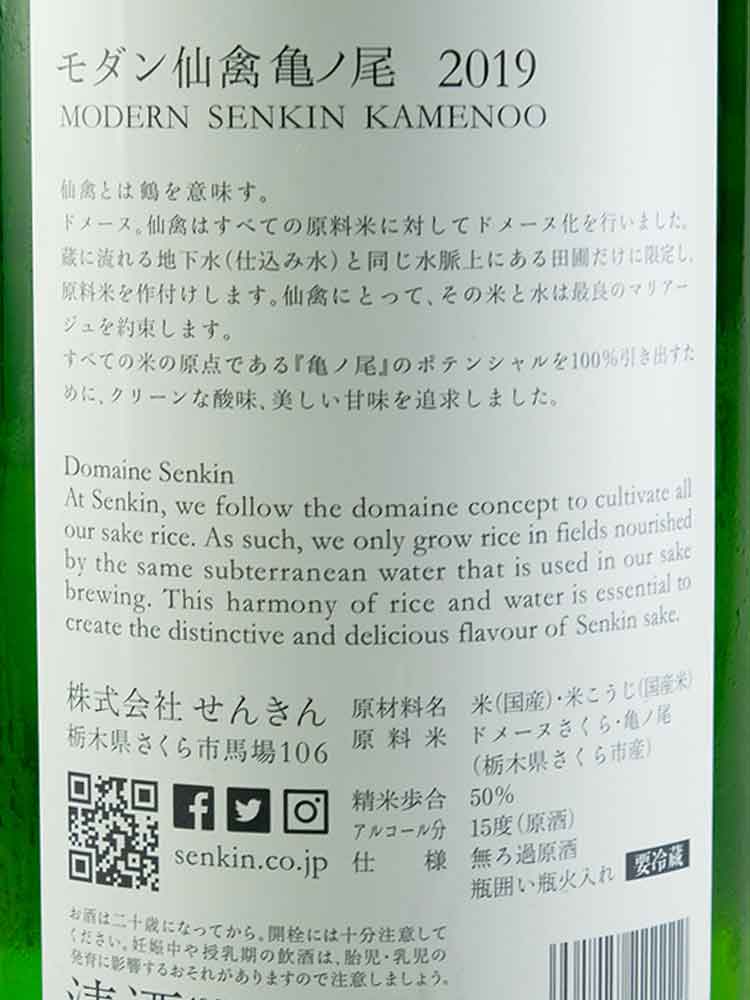 モダン仙禽亀ノ尾 2019
MODERN SENKIN KAMENOO
仙禽とは鶴を意味す。
ドメーヌ。仙禽はすべての原料米に対してドメーヌ化を行いました。
蔵に流れる地下水(仕込み水)と同じ水脈上にある田圃だけに限定し、
原料米を作付けします。仙禽にとって、その米と水は最良のマリアー
ジュを約束します。
すべての米の原点である『亀ノ尾』のポテンシャルを100%引き出すた
めに、クリーンな酸味、美しい甘味を追求しました。
Domaine Senkin
At Senkin, we follow the domaine concept to cultivate all
our sake rice. As such, we only grow rice in fields nourished
by the same subterranean water that is used in our sake
brewing. This harmony of rice and water is essential to
create the distinctive and delicious flavour of Senkin sake.
株式会社 せんきん
栃木県さくら市馬場106
senkin.co.jp
原材料名 米(国産)・米こうじ(国産米)
原料米 ドメーヌさくら・亀ノ尾
(栃木県さくら市産)
精米歩合 50%
アルコール分 15度(原酒)
仕様 無ろ過原酒
瓶囲い瓶火入れ
要冷蔵
お酒は二十歳になってから。開栓には十分注意して
ください。妊娠中や授乳期の飲酒は、胎児・乳児の
発育に影響するおそれがありますので注意しましょう。
清酒